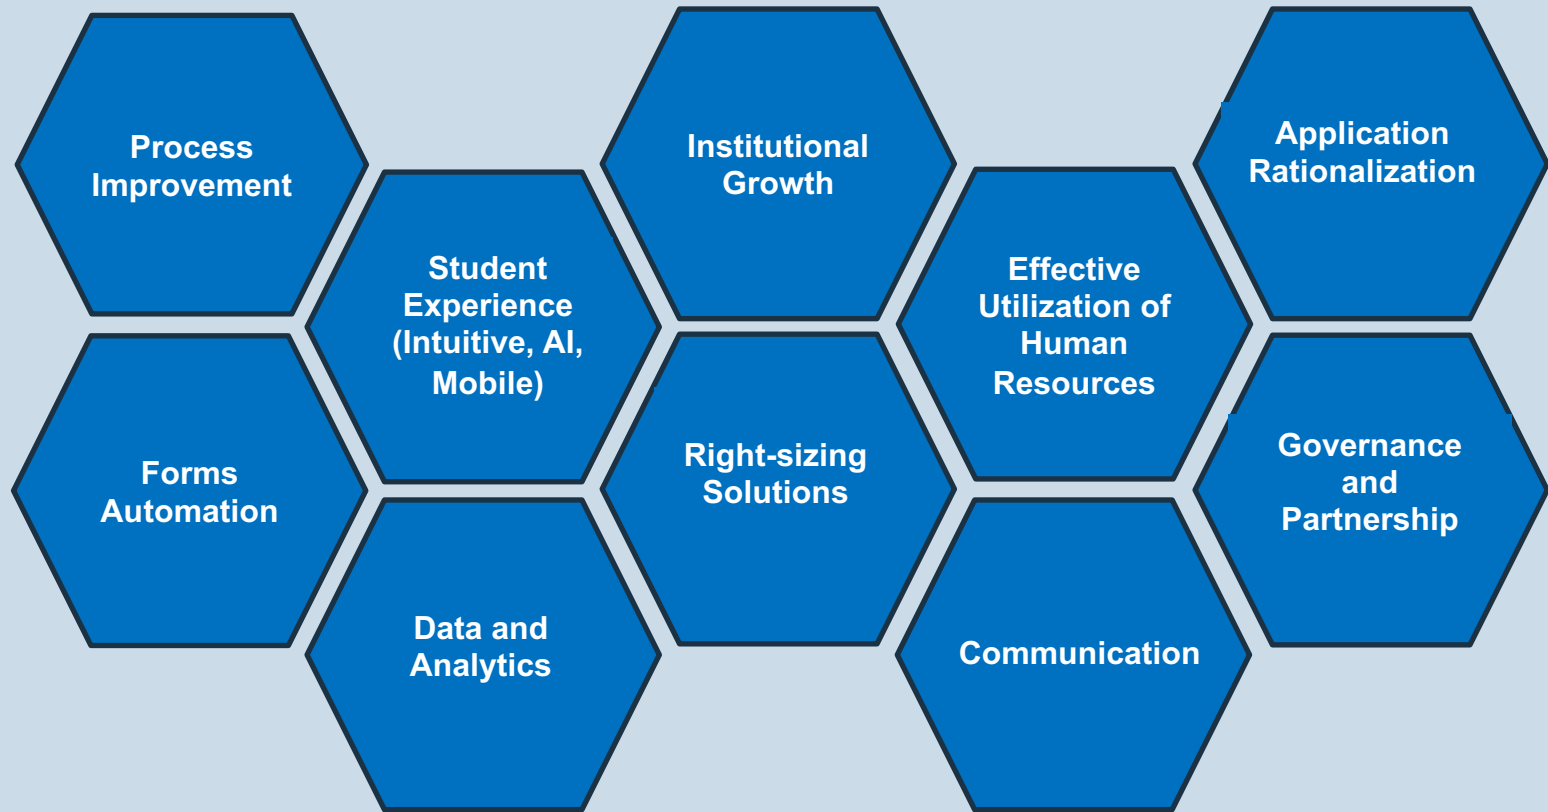 Process
Improvement
Institutional
Growth
Application
Rationalization
Student
Experience
(Intuitive, AI,
Mobile)
Effective
Utilization of
Human
Resources
Forms
Automation
Right-sizing
Solutions
Governance
and
Partnership
Data and
Analytics
Communication